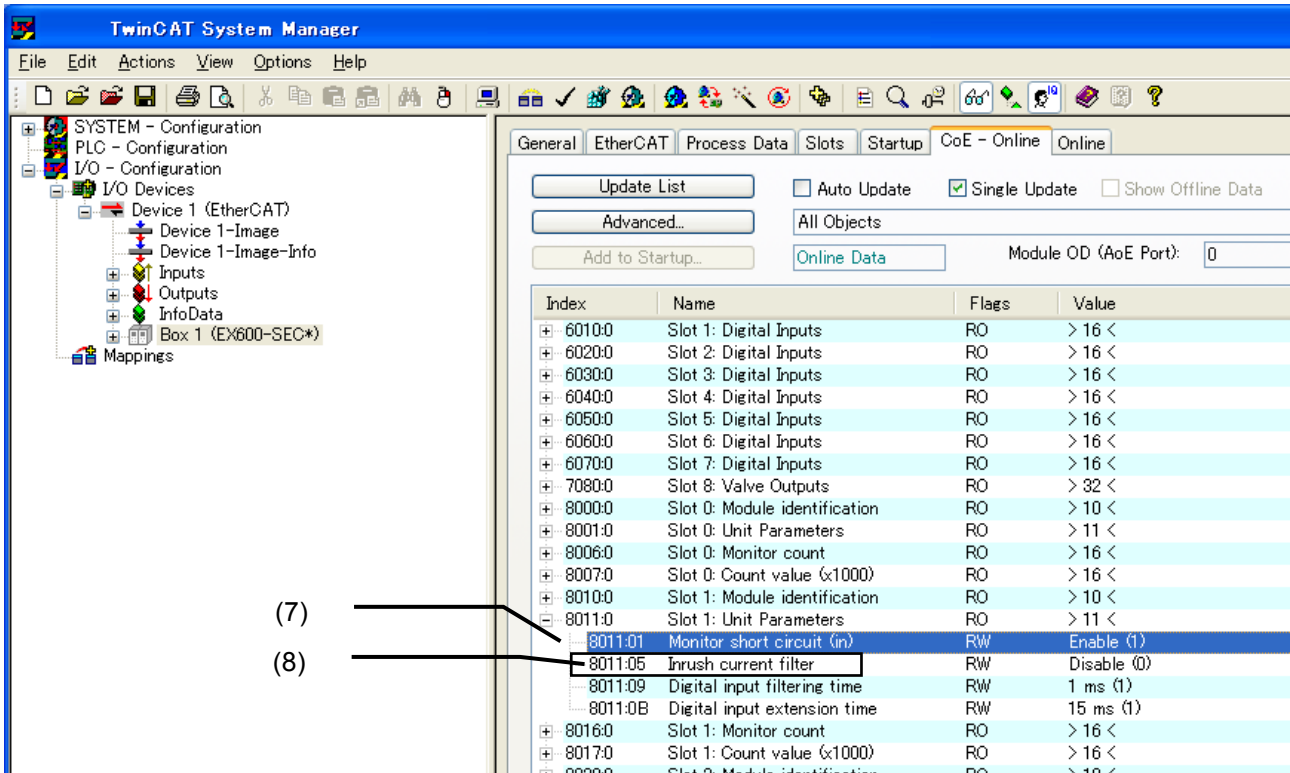 TwinCAT System Manager
File Edit Actions View Options Help
SYSTEM - Configuration
PLC - Configuration
I/O - Configuration
I/O Devices
Device 1 (EtherCAT)
Device 1-Image
Device 1-Image-Info
Inputs
Outputs
InfoData
Box 1 (EX600-SEC*)
Mappings
General EtherCAT Process Data Slots Startup CoE - Online Online
Update List Auto Update Single Update Show Offline Data
Advanced... All Objects
Add to Startup... Online Data Module OD (AoE Port): 0
Index Name Flags Value
6010:0 Slot 1: Digital Inputs RO > 16 <
6020:0 Slot 2: Digital Inputs RO > 16 <
6030:0 Slot 3: Digital Inputs RO > 16 <
6040:0 Slot 4: Digital Inputs RO > 16 <
6050:0 Slot 5: Digital Inputs RO > 16 <
6060:0 Slot 6: Digital Inputs RO > 16 <
6070:0 Slot 7: Digital Inputs RO > 16 <
7080:0 Slot 8: Valve Outputs RO > 32 <
8000:0 Slot 0: Module identification RO > 10 <
8001:0 Slot 0: Unit Parameters RO > 11 <
8006:0 Slot 0: Monitor count RO > 16 <
8007:0 Slot 0: Count value (x1000) RO > 16 <
8010:0 Slot 1: Module identification RO > 10 <
8011:0 Slot 1: Unit Parameters RO > 11 <
(7) 8011:01 Monitor short circuit (in) RW Enable (1)
(8) 8011:05 Inrush current filter RW Disable (0)
8011:09 Digital input filtering time RW 1 ms (1)
8011:0B Digital input extension time RW 15 ms (1)
8016:0 Slot 1: Monitor count RO > 16 <
8017:0 Slot 1: Count value (x1000) RO > 16 <